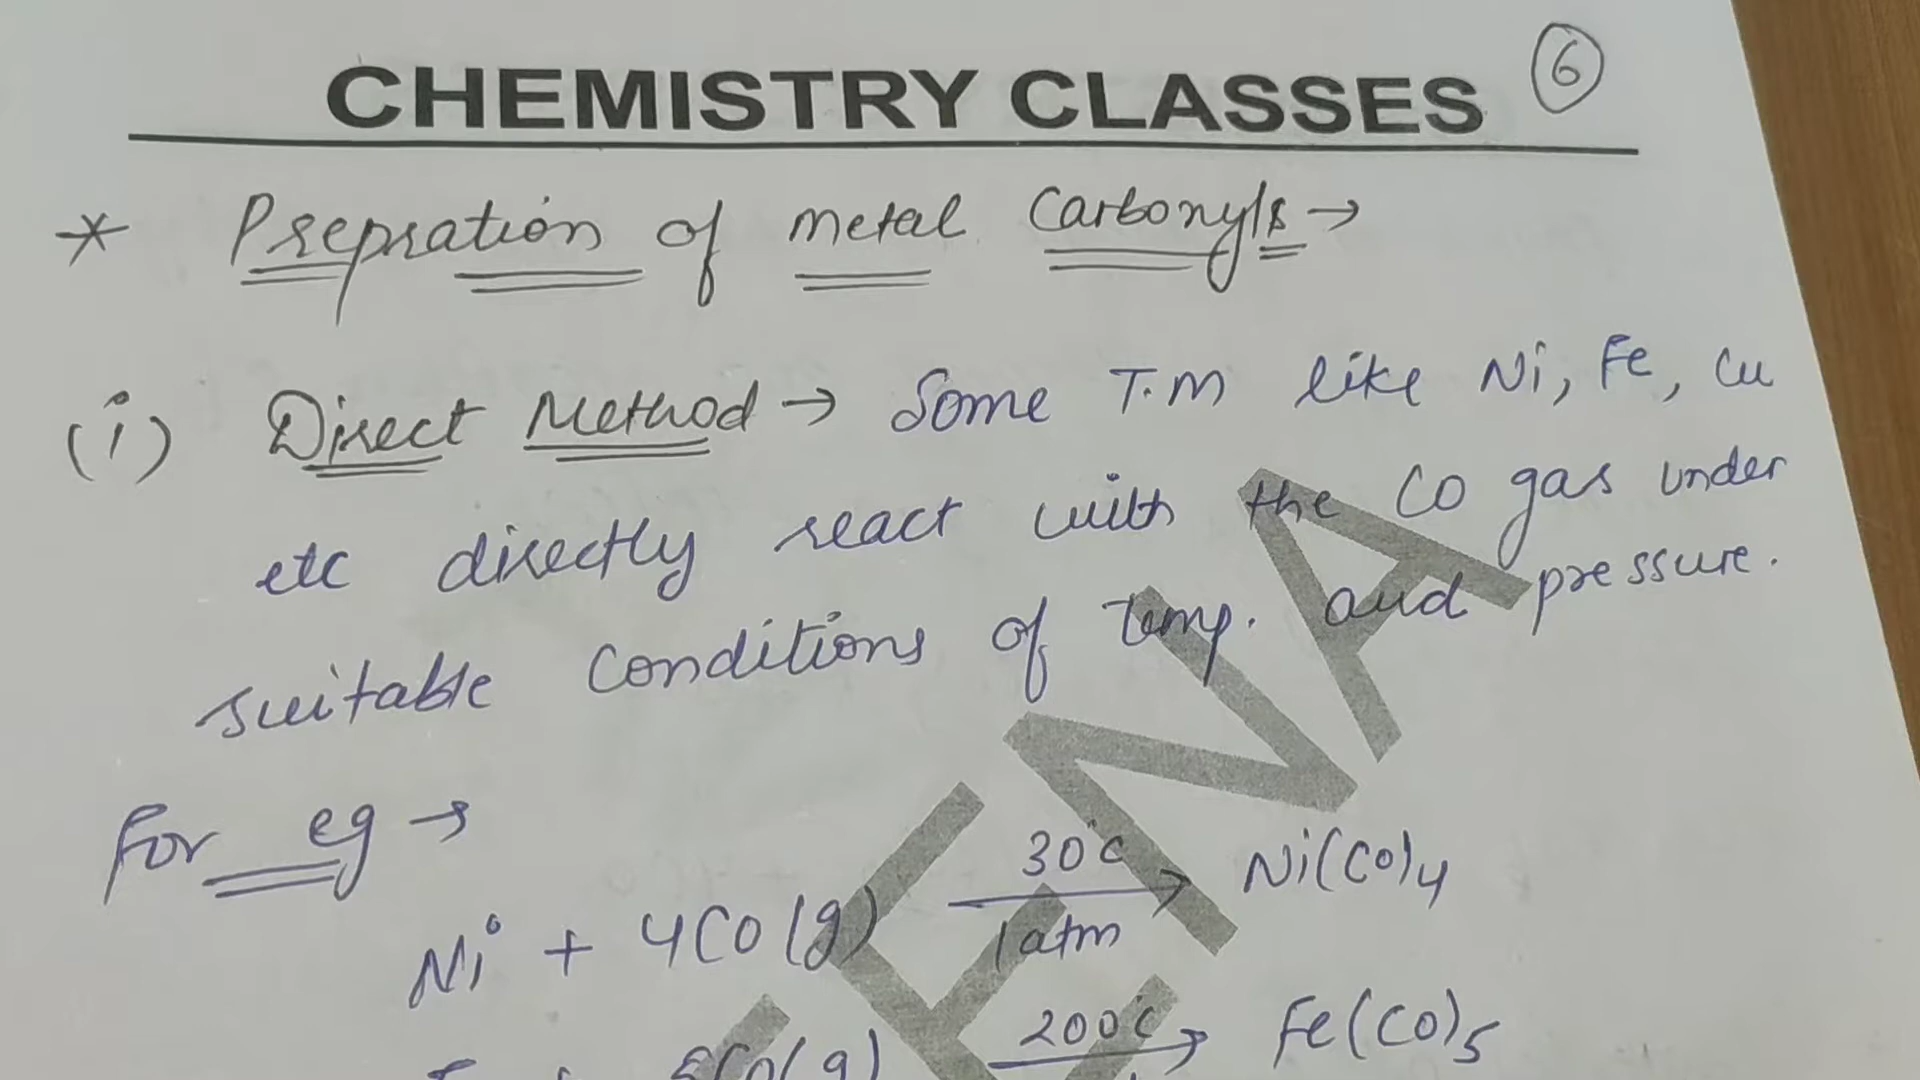 CHEMISTRY CLASSES 6
* Prepration of metal Carbonyls →
(i) Direct Method → Some T.M like Ni, Fe, Cu
etc directly react with the CO gas under
suitable conditions of temp. and pressure.
For eg →
Ni° + 4CO(g) 30°C 1atm → Ni(CO)4
5CO(g) 200°C → Fe(CO)5
ENA